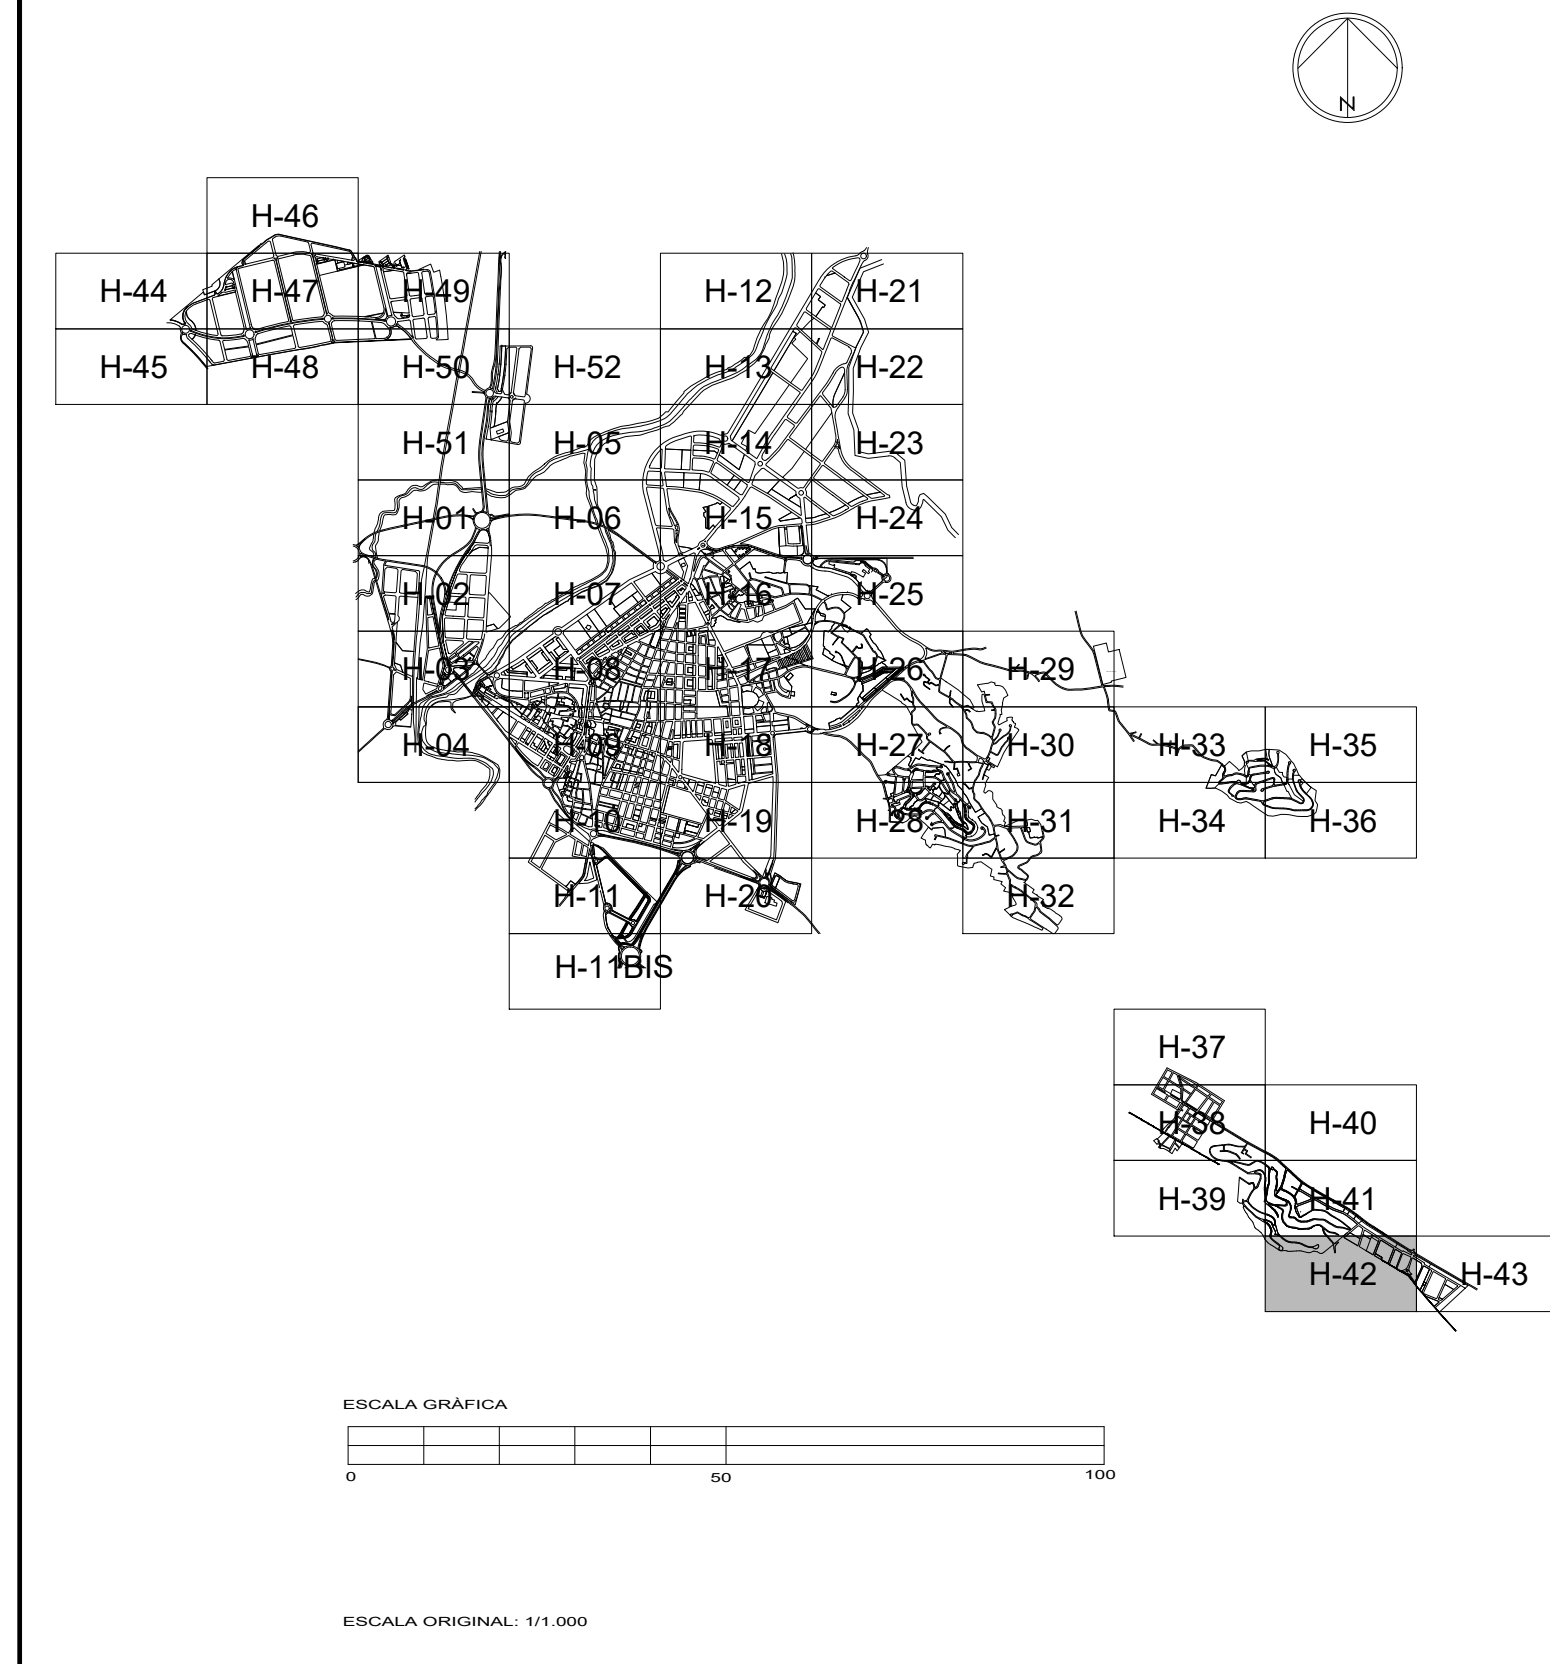 N
H-46
H-44 H-47 H-49 H-12 H-21
H-45 H-48 H-50 H-52 H-13 H-22
H-51 H-05 H-14 H-23
H-01 H-06 H-15 H-24
H-02 H-07 H-16 H-25
H-03 H-08 H-17 H-26 H-29
H-04 H-09 H-18 H-27 H-30 H-33 H-35
H-10 H-19 H-28 H-31 H-34 H-36
H-11 H-20 H-32
H-11BIS
H-37
H-38 H-40
H-39 H-41
H-42 H-43
ESCALA GRÀFICA
0 50 100
ESCALA ORIGINAL: 1/1.000